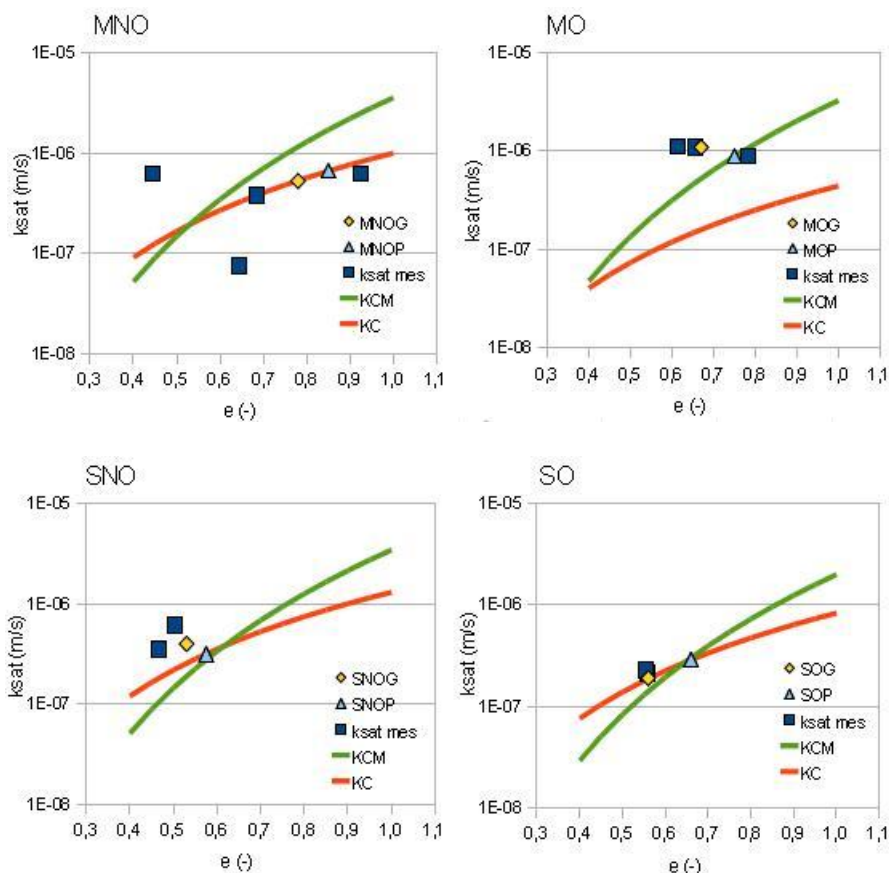 MNO
1E-05
1E-06
1E-07
1E-08
ksat (m/s)
0,3 0,4 0,5 0,6 0,7 0,8 0,9 1,0 1,1
e (-)
MNOG
MNOP
ksat mes
KCM
KC
MO
1E-05
1E-06
1E-07
1E-08
ksat (m/s)
0,3 0,4 0,5 0,6 0,7 0,8 0,9 1,0 1,1
e (-)
MOG
MOP
ksat mes
KCM
KC
SNO
1E-05
1E-06
1E-07
1E-08
ksat (m/s)
0,3 0,4 0,5 0,6 0,7 0,8 0,9 1,0 1,1
e (-)
SNOG
SNOP
ksat mes
KCM
KC
SO
1E-05
1E-06
1E-07
1E-08
ksat (m/s)
0,3 0,4 0,5 0,6 0,7 0,8 0,9 1,0 1,1
e (-)
SOG
SOP
ksat mes
KCM
KC